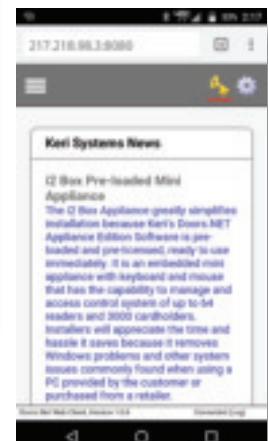 217.218.98.3:8080
Keri Systems News
i2 Box Pre-loaded Mini
Appliance
The i2 Box Appliance greatly simplifies
installation because Keri's Doors.NET
Appliance Edition Software is pre-
loaded and pre-licensed, ready to use
immediately. It is an embedded mini
appliance with keyboard and mouse
that has the capability to manage and
access control system of up to 64
readers and 3000 cardholders.
Installers will appreciate the time and
hassle it saves because it removes
Windows problems and other system
issues commonly found when using a
PC provided by the customer or
purchased from a retailer.
Connected (Log)